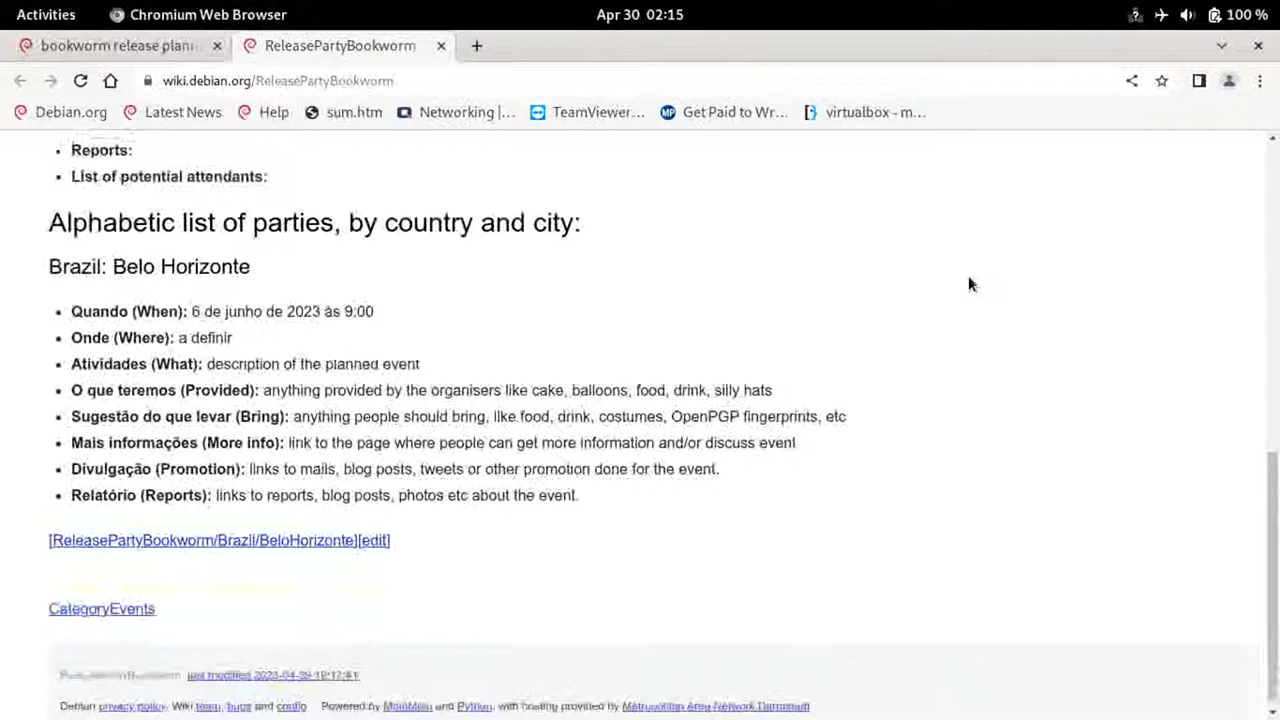 Activities Chromium Web Browser Apr 30 02:15 100 %
bookworm release plan ReleasePartyBookworm
wiki.debian.org/ReleasePartyBookworm
Debian.org Latest News Help sum.htm Networking |... TeamViewer... Get Paid to Wr... virtualbox - m...
• Reports:
• List of potential attendants:
Alphabetic list of parties, by country and city:
Brazil: Belo Horizonte
• Quando (When): 6 de junho de 2023 às 9:00
• Onde (Where): a definir
• Atividades (What): description of the planned event
• O que teremos (Provided): anything provided by the organisers like cake, balloons, food, drink, silly hats
• Sugestão do que levar (Bring): anything people should bring, like food, drink, costumes, OpenPGP fingerprints, etc
• Mais informações (More info): link to the page where people can get more information and/or discuss event
• Divulgação (Promotion): links to mails, blog posts, tweets or other promotion done for the event.
• Relatório (Reports): links to reports, blog posts, photos etc about the event.
[ReleasePartyBookworm/Brazil/BeloHorizonte][edit]
CategoryEvents
last modified
Debian privacy policy, Wiki team, bugs and config Powered by MoinMoin and Python, with hosting provided by Metropolitan Area Network Darmstadt